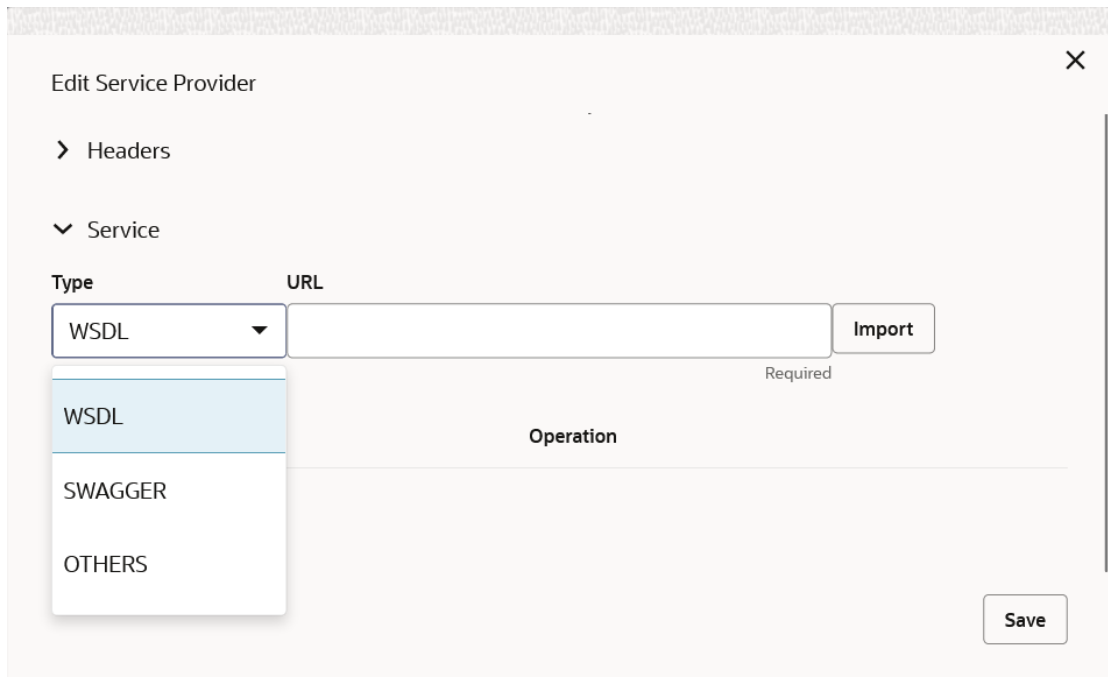 Edit Service Provider
Headers
Service
Type URL
WSDL Import
Required
WSDL
Operation
SWAGGER
OTHERS
Save